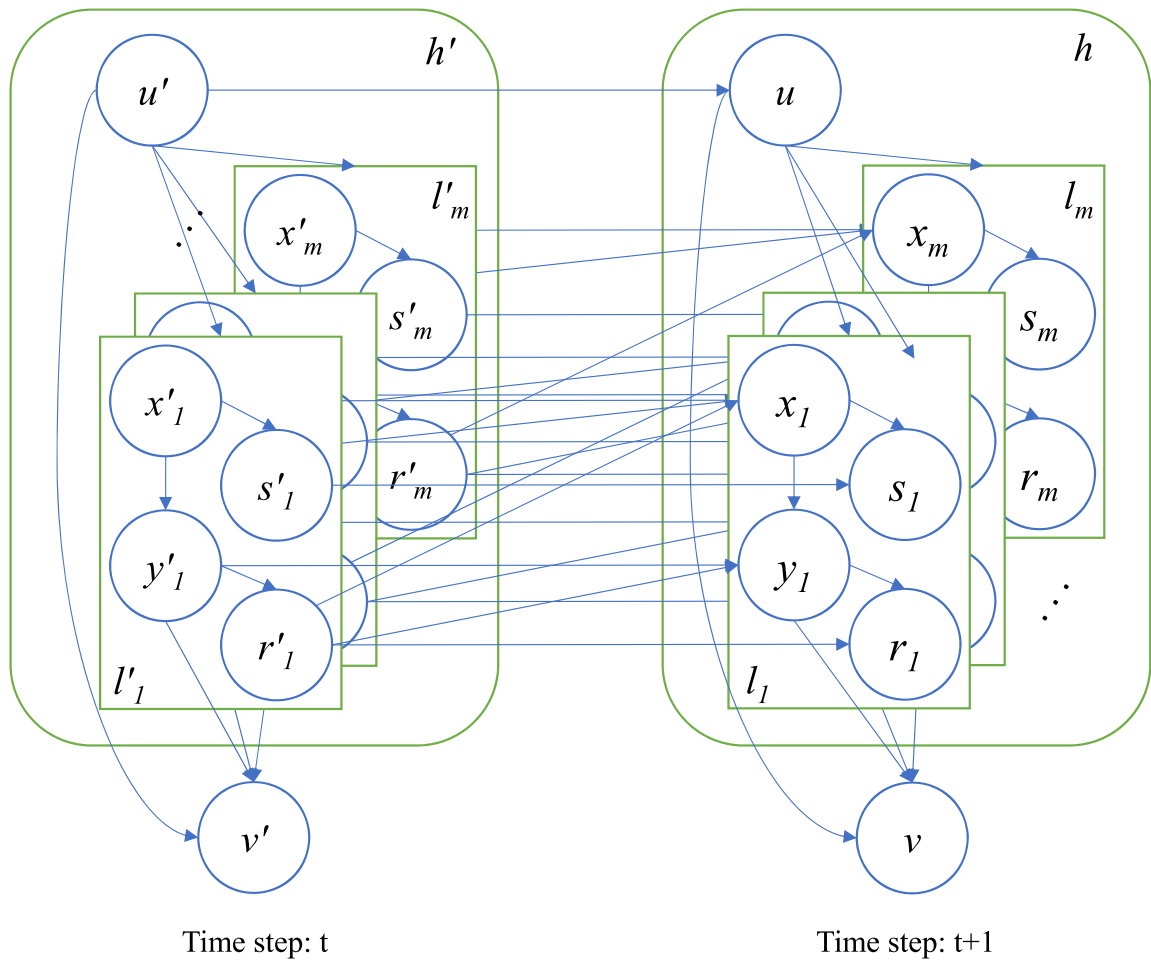 h'
h
u'
u
l'm
lm
x'm
xm
s'm
sm
x'1
x1
s'1
s1
r'm
rm
y'1
y1
r'1
r1
l'1
l1
v'
v
Time step: t
Time step: t+1